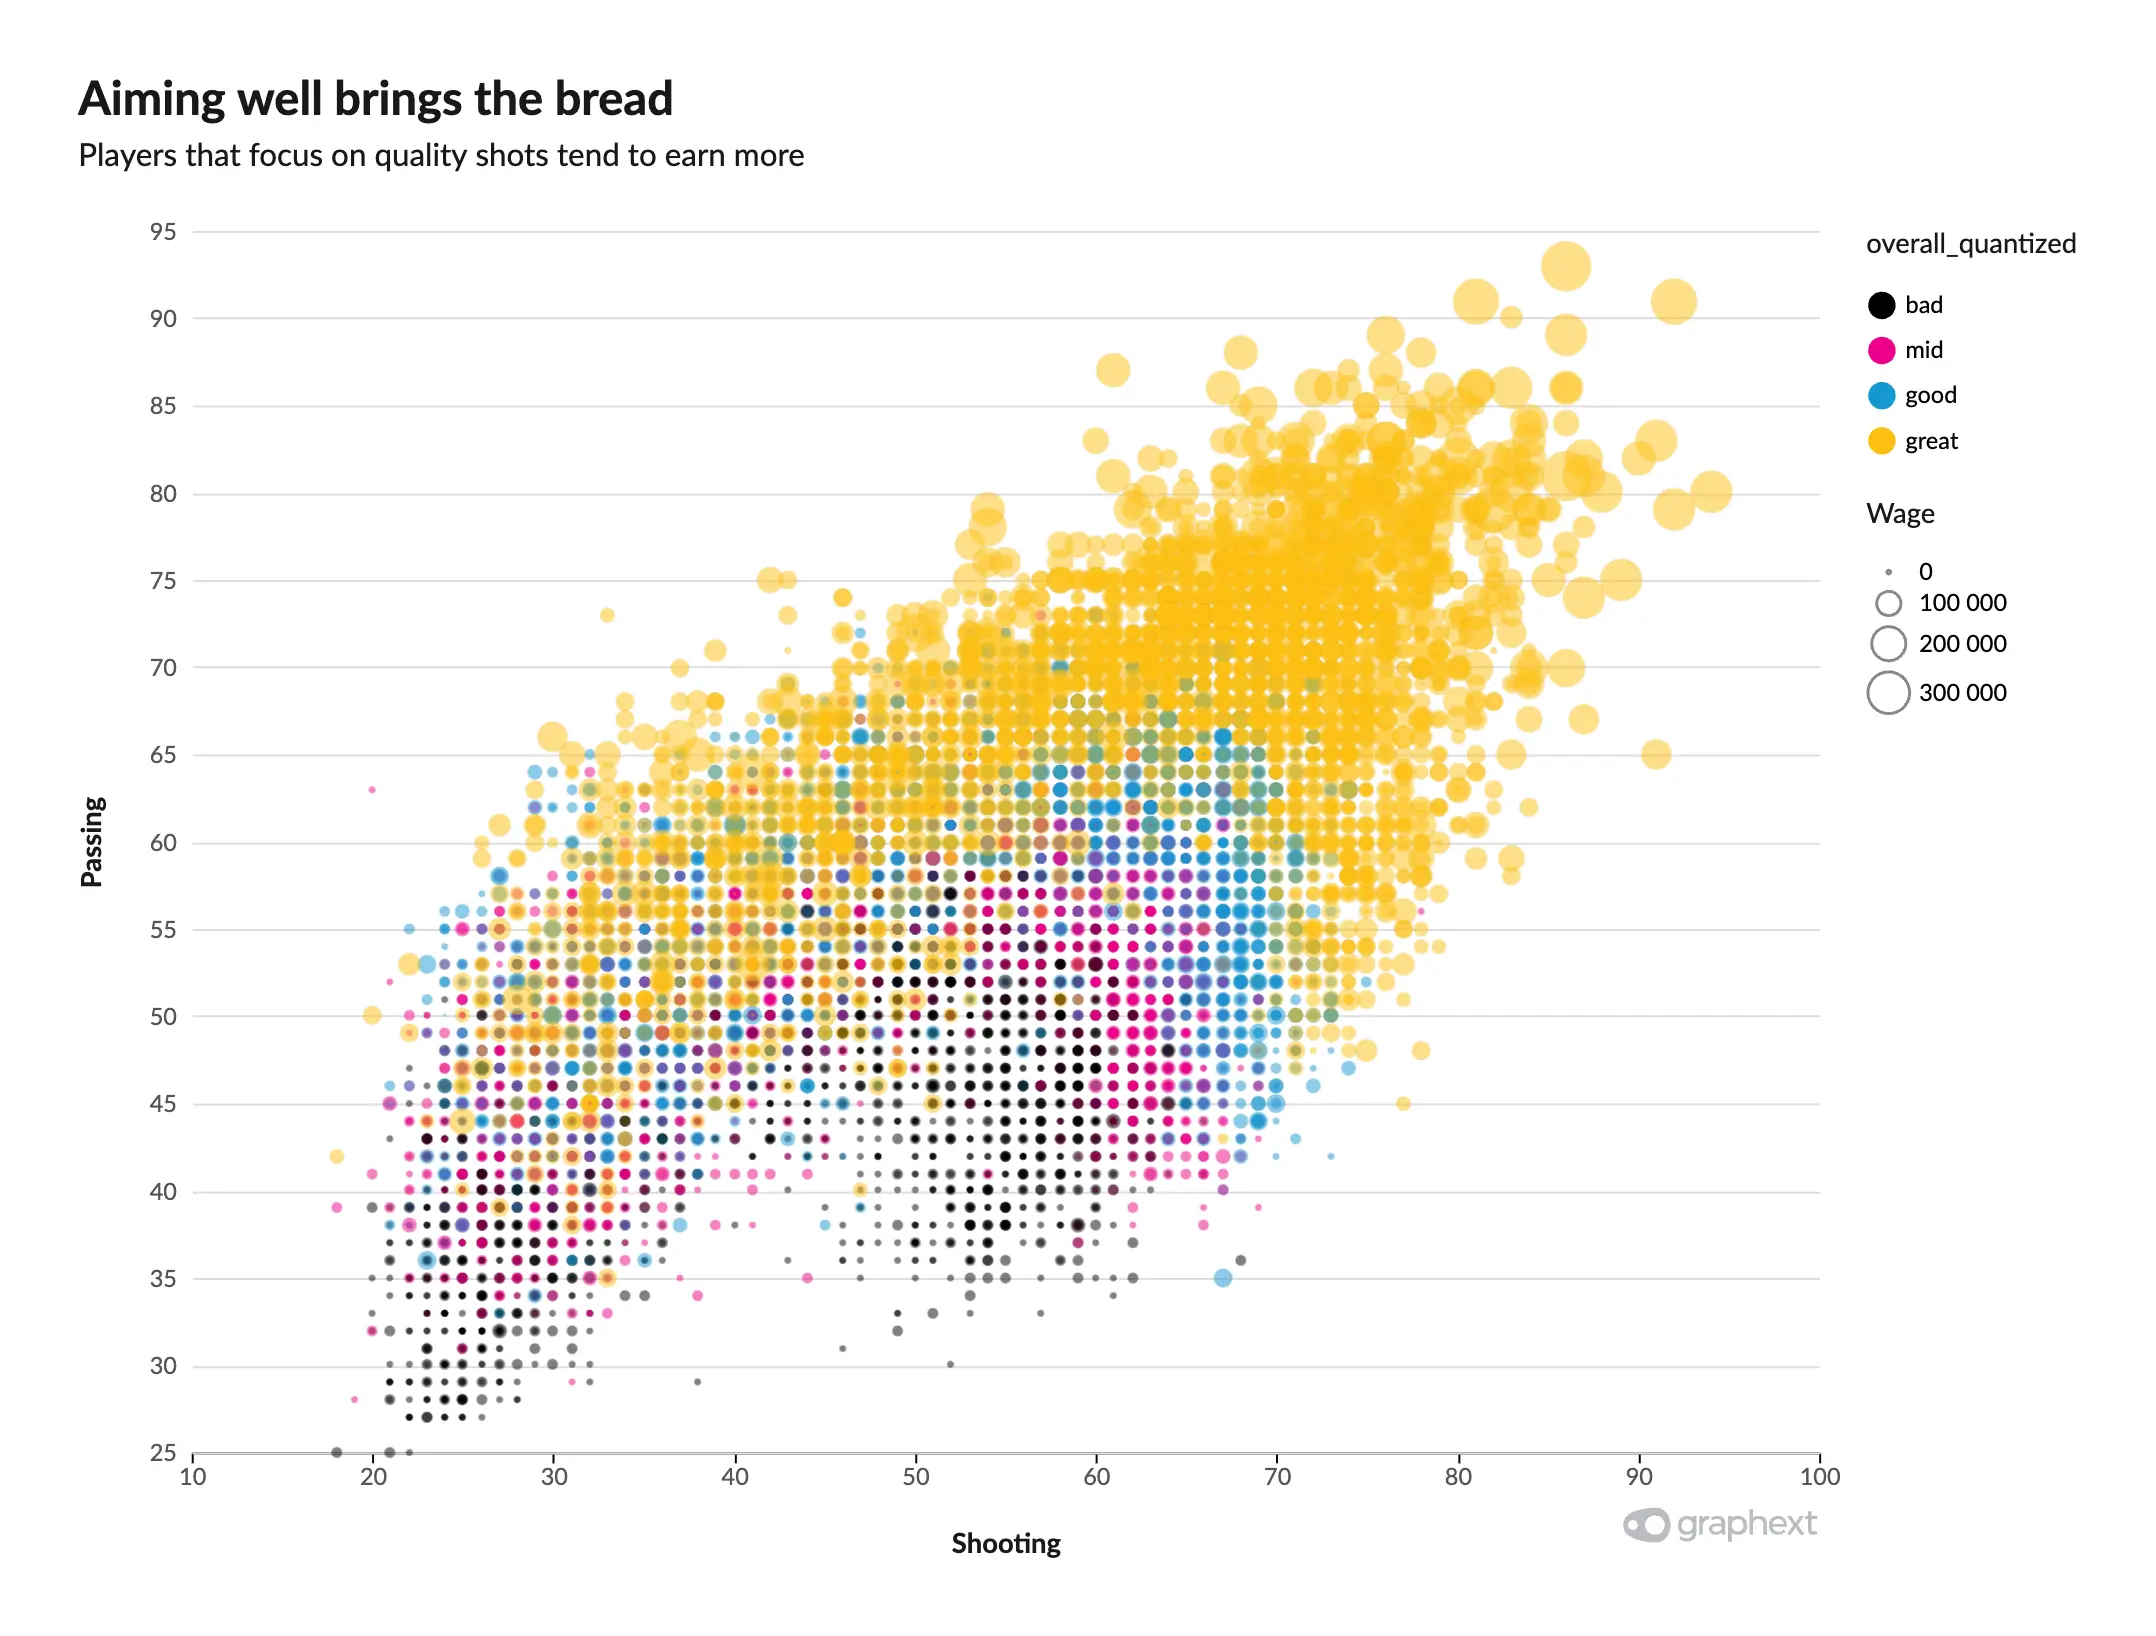 Aiming well brings the bread
Players that focus on quality shots tend to earn more
95
90
85
80
75
70
65
60
55
50
45
40
35
30
25
Passing
10 20 30 40 50 60 70 80 90 100
Shooting
overall_quantized
bad
mid
good
great
Wage
0
100 000
200 000
300 000
graphext